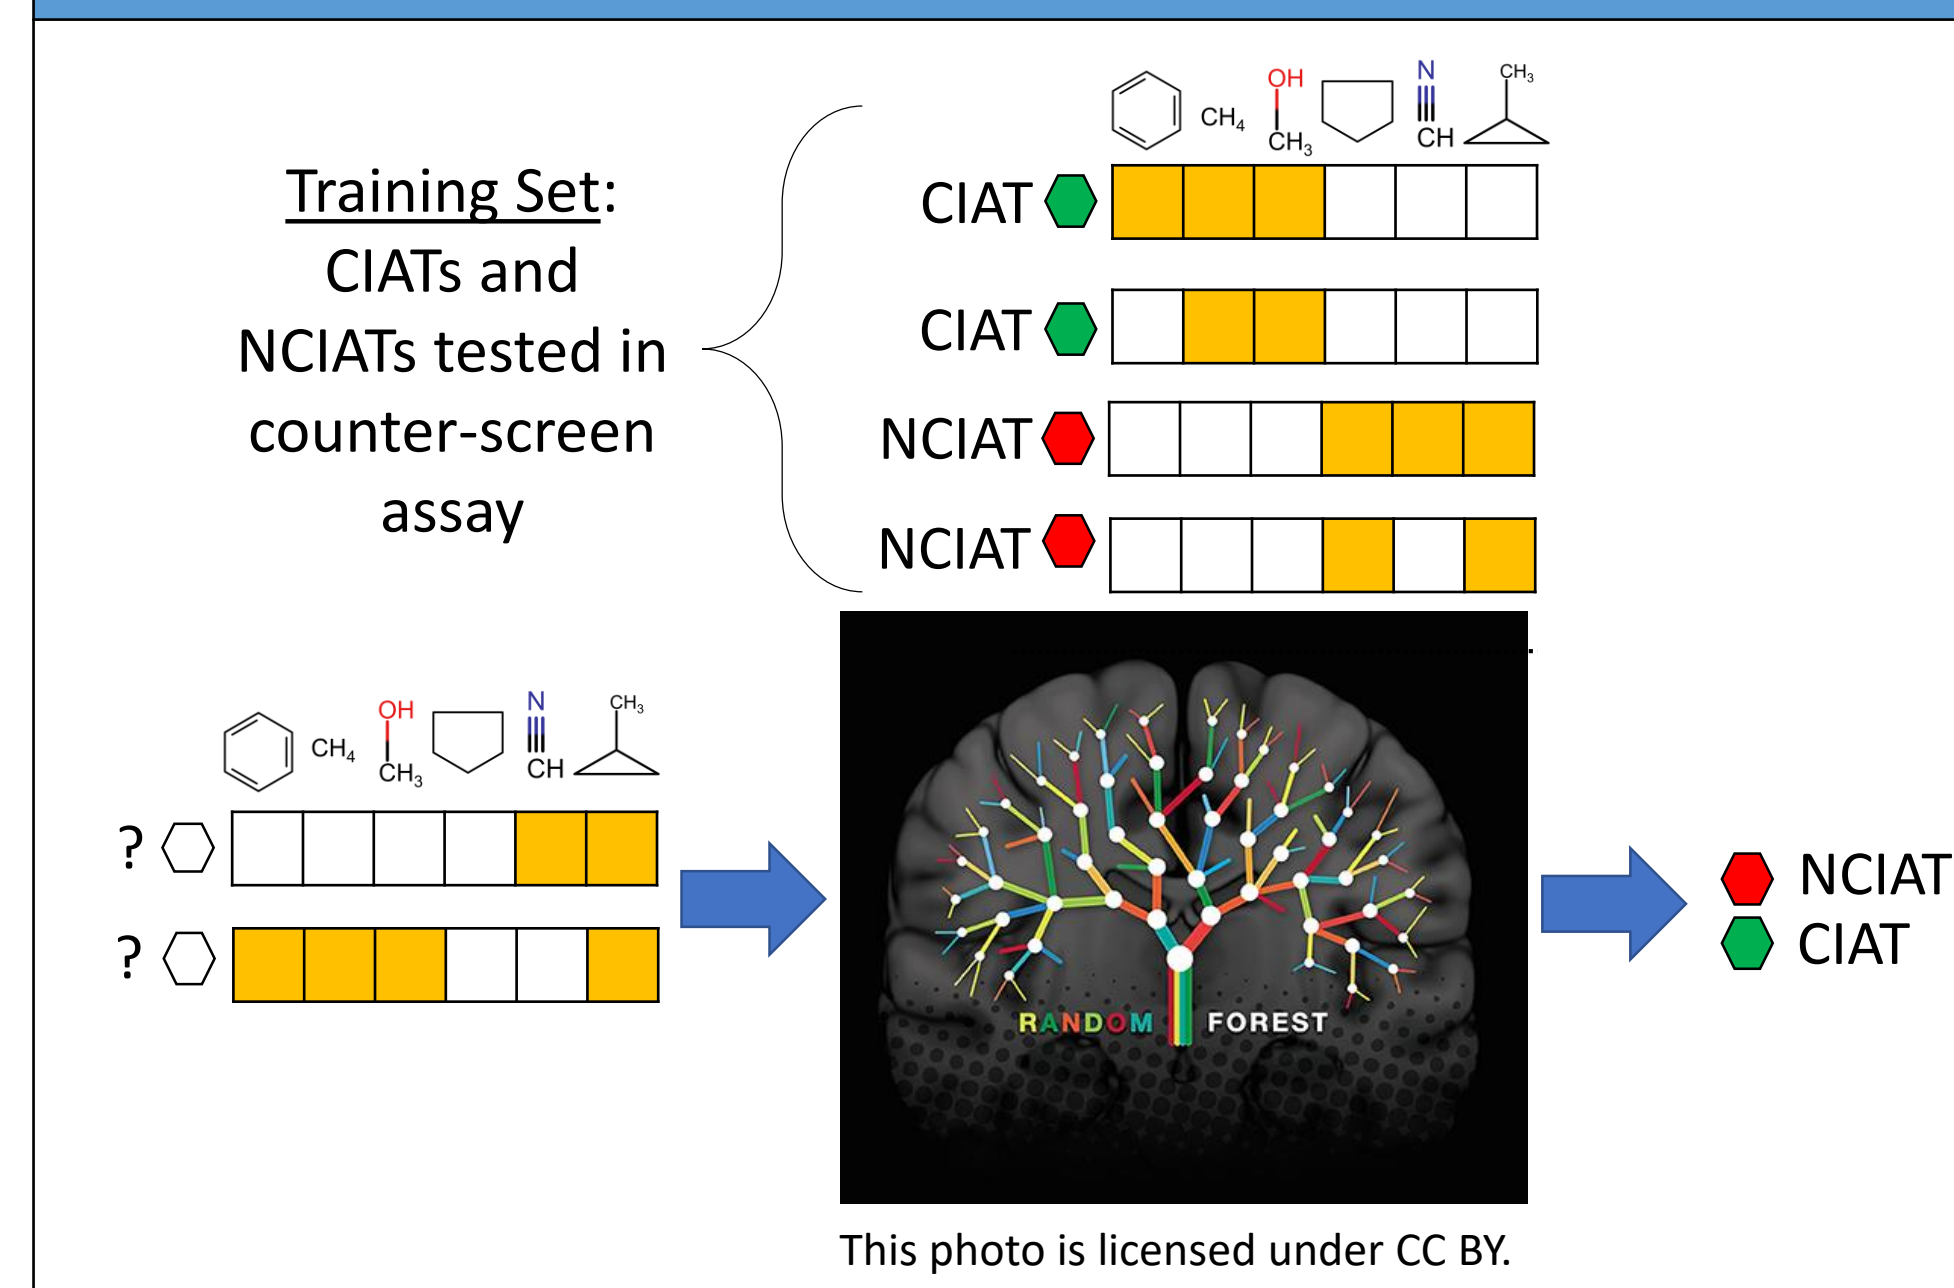 Training Set:
CIATs and
NCIATs tested in
counter-screen
assay
CH₄
OH
CH₃
N
CH
CH₃
CIAT
CIAT
NCIAT
NCIAT
CH₄
OH
CH₃
N
CH
CH₃
?
?
RANDOM FOREST
NCIAT
CIAT
This photo is licensed under CC BY.